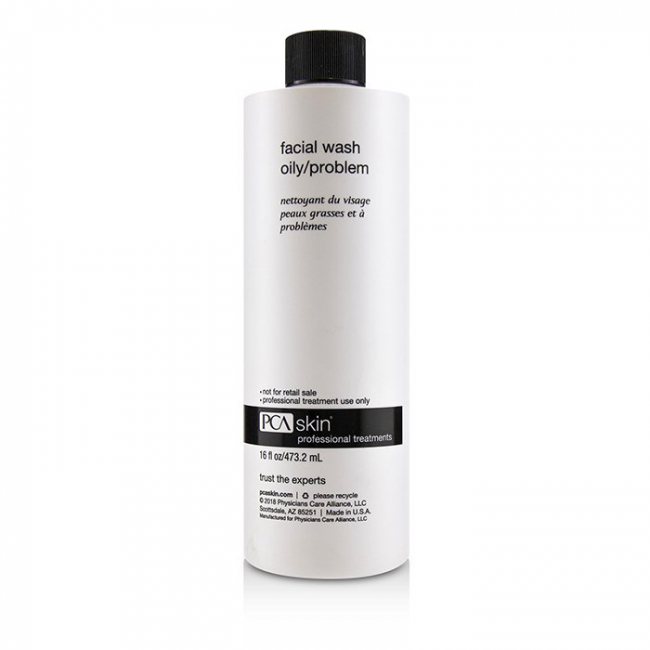 facial wash
oily/problem
nettoyant du visage
peaux grasses et à
problèmes
• not for retail sale
• professional treatment use only
PCA skin®
professional treatments
16 fl oz/473.2 mL
trust the experts
pcaskin.com | please recycle
© 2018 Physicians Care Alliance, LLC
Scottsdale, AZ 85251 | Made in U.S.A.
Manufactured for Physicians Care Alliance, LLC.